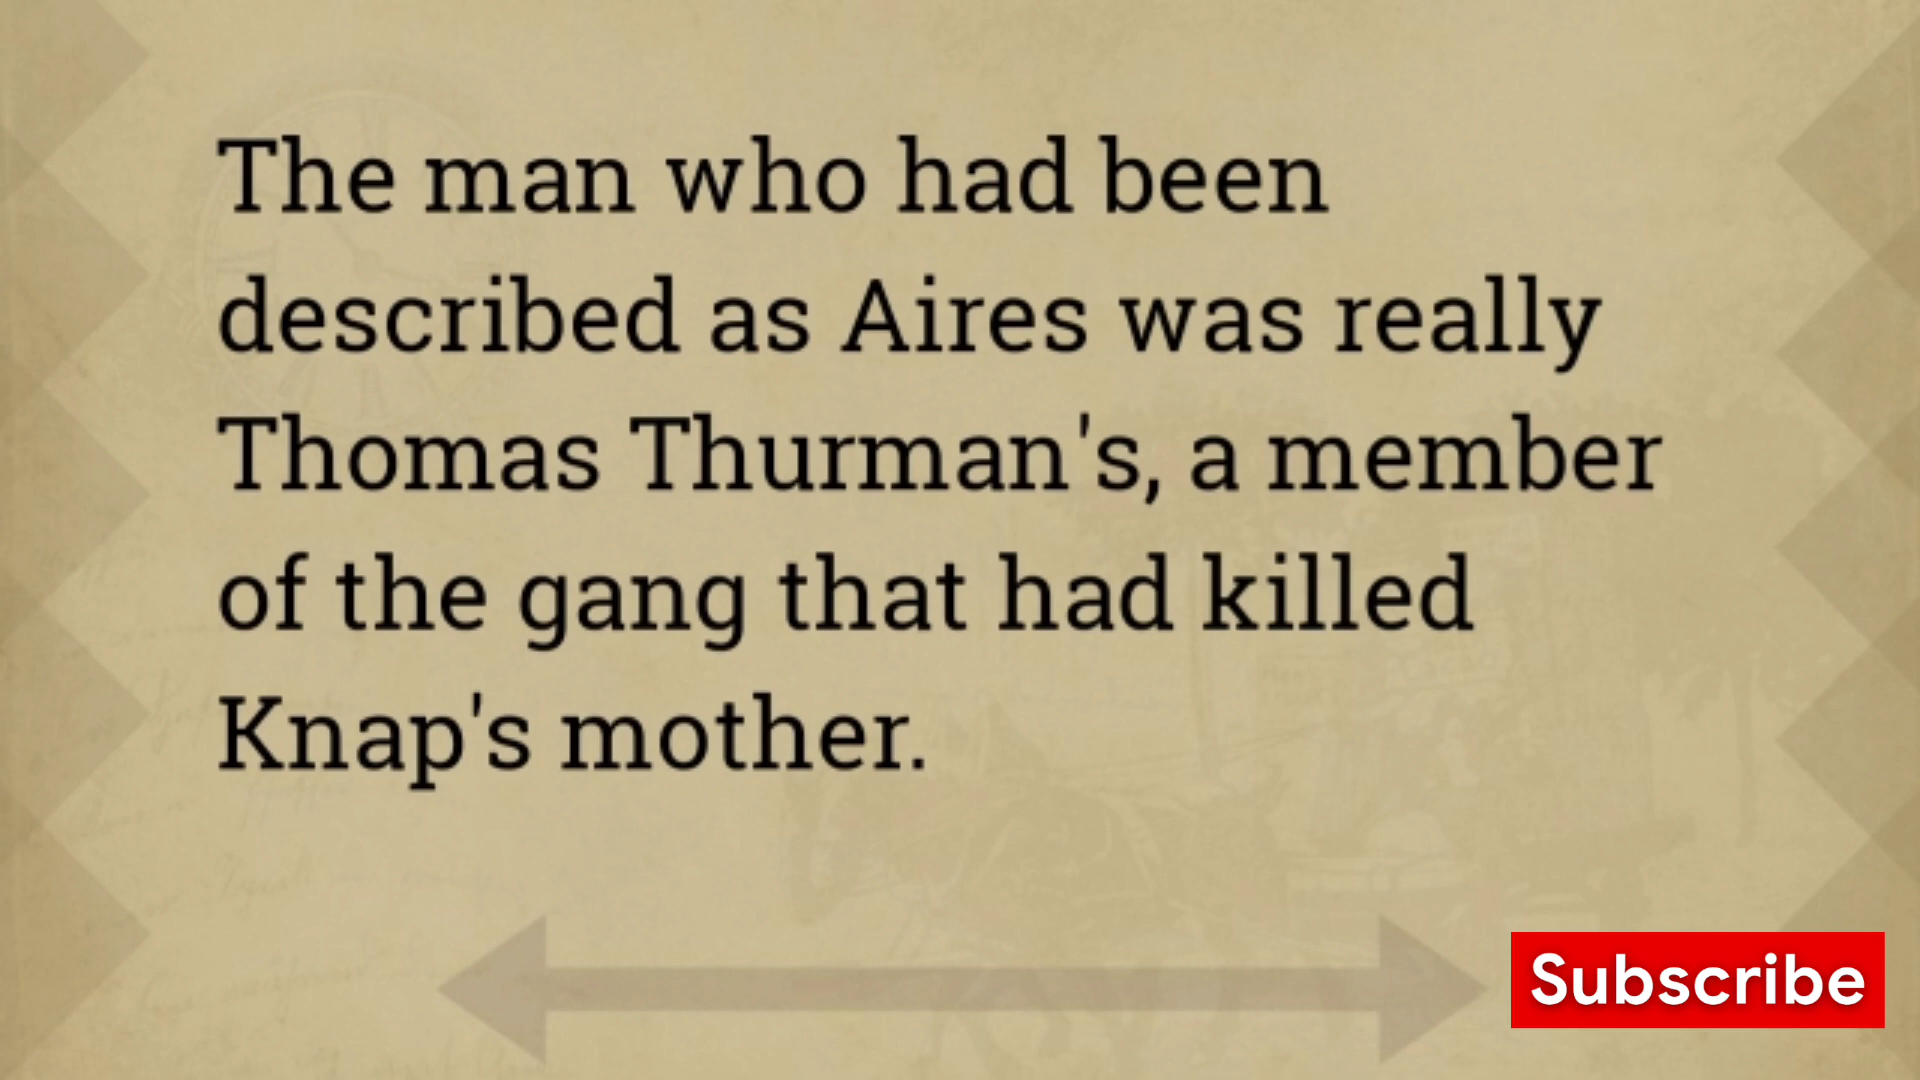 The man who had been
described as Aires was really
Thomas Thurman's, a member
of the gang that had killed
Knap's mother.
Subscribe